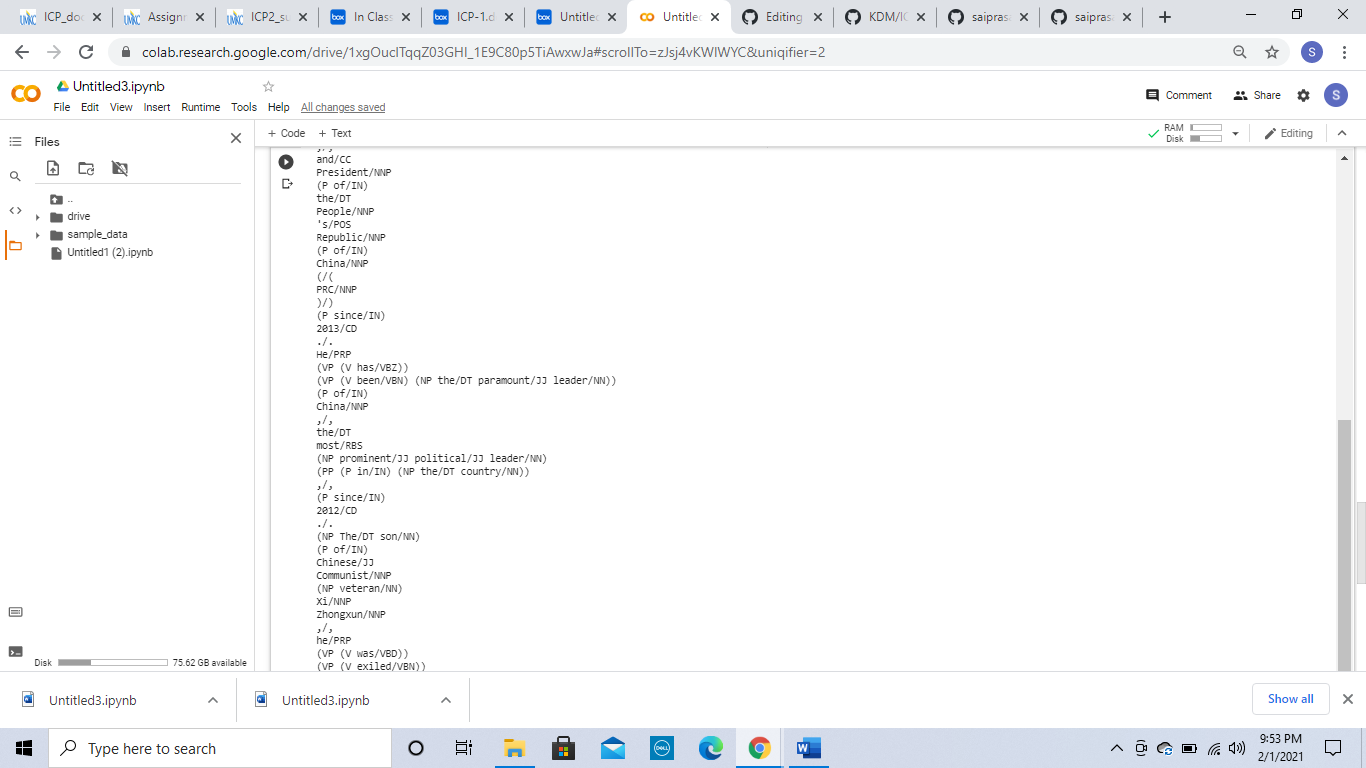 ICP_doc
Assignm
ICP2_su
In Class
ICP-1.d
Untitled
Untitled
Editing
KDM/IC
saiprasa
saiprasa
colab.research.google.com/drive/1xgOuclTqqZ03GHI_1E9C80p5TiAwxwJa#scrollTo=zJsj4vKWlWYC&uniqifier=2
S
Untitled3.ipynb
File Edit View Insert Runtime Tools Help All changes saved
Comment Share S
Files
+ Code + Text
RAM
Disk
Editing
..
drive
sample_data
Untitled1 (2).ipynb
and/CC
President/NNP
(P of/IN)
the/DT
People/NNP
's/POS
Republic/NNP
(P of/IN)
China/NNP
(/(
PRC/NNP
)/)
(P since/IN)
2013/CD
./.
He/PRP
(VP (V has/VBZ))
(VP (V been/VBN) (NP the/DT paramount/JJ leader/NN))
(P of/IN)
China/NNP
,/,
the/DT
most/RBS
(NP prominent/JJ political/JJ leader/NN)
(PP (P in/IN) (NP the/DT country/NN))
,/,
(P since/IN)
2012/CD
./.
(NP The/DT son/NN)
(P of/IN)
Chinese/JJ
Communist/NNP
(NP veteran/NN)
Xi/NNP
Zhongxun/NNP
,/,
he/PRP
(VP (V was/VBD))
(VP (V exiled/VBN))
Disk 75.62 GB available
Untitled3.ipynb
Untitled3.ipynb
Show all
Type here to search
DELL
9:53 PM
2/1/2021